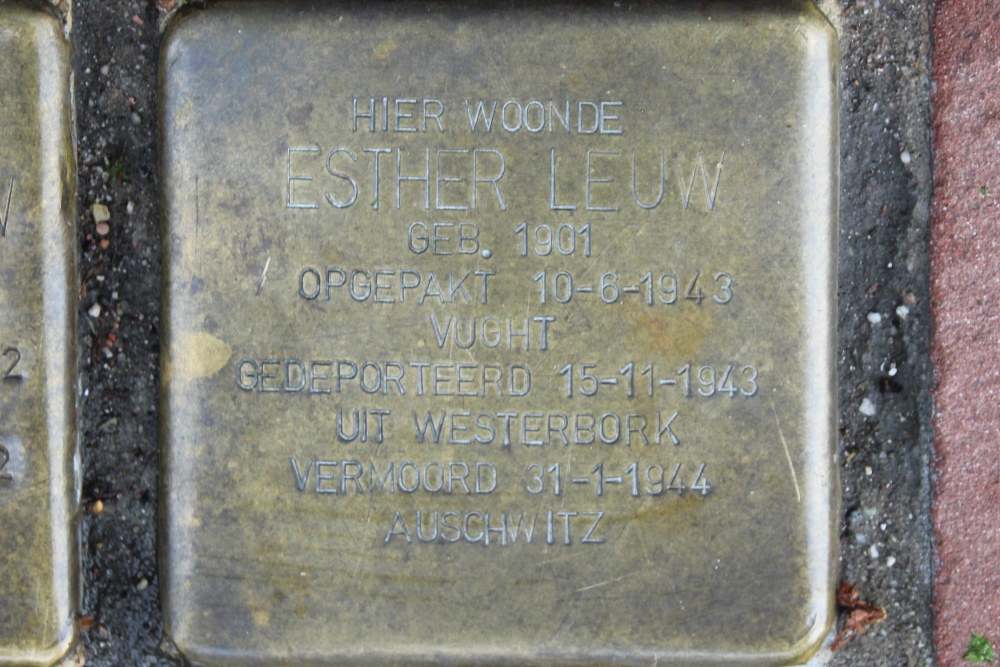 HIER WOONDE
ESTHER LEUW
GEB. 1901
OPGEPAKT 10-6-1943
VUGHT
GEDEPORTEERD 15-11-1943
UIT WESTERBORK
VERMOORD 31-1-1944
AUSCHWITZ